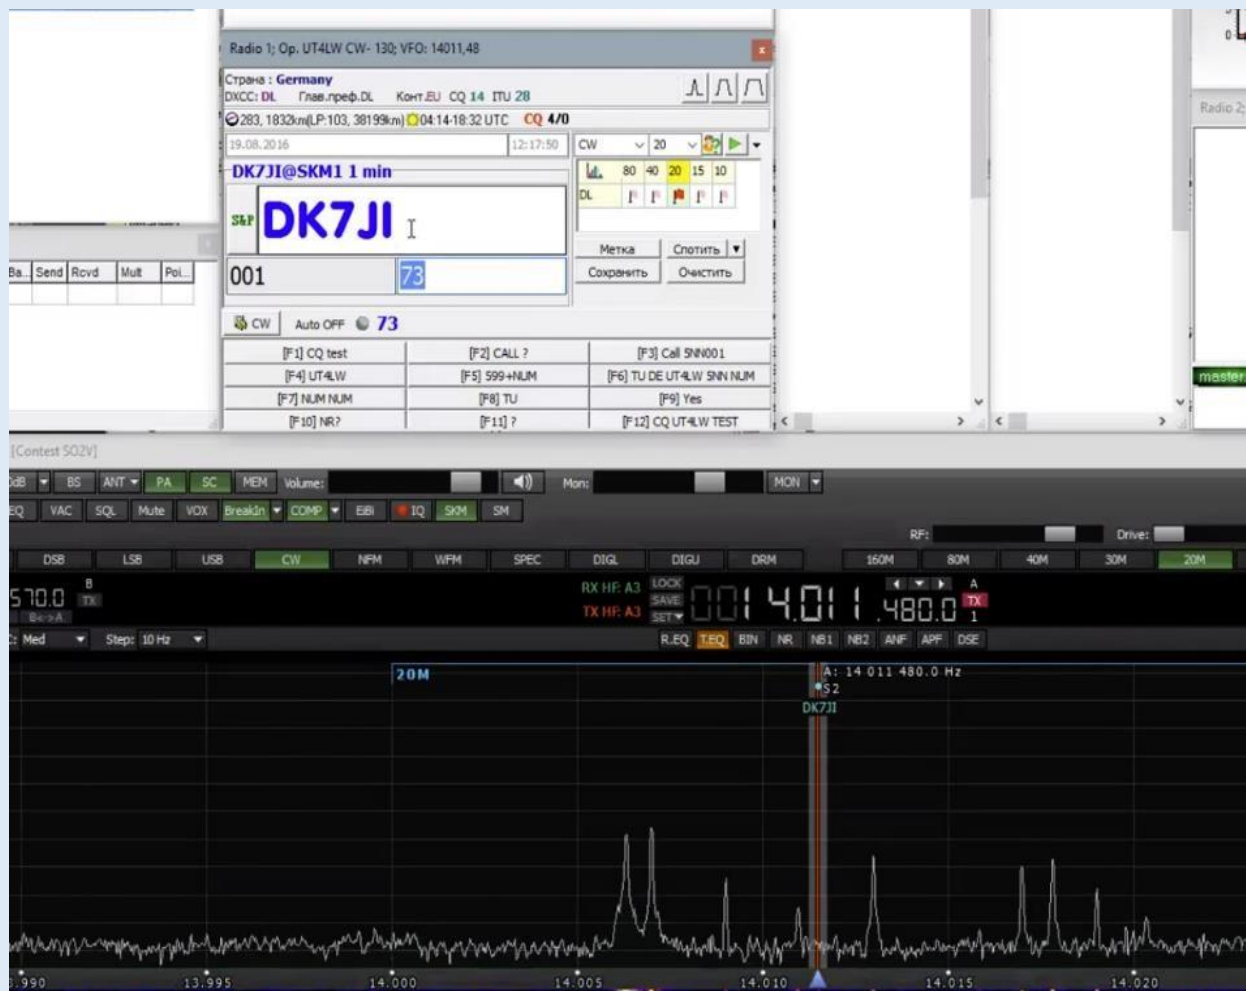 Radio 1; Op. UT4LW CW- 130; VFO: 14011,48
x
Страна : Germany
DXCC: DL Глав.преф.DL Конт.EU CQ 14 ITU 28
283, 1832km(LP:103, 38199km) 04:14-18:32 UTC CQ 4/0
19.08.2016 12:17:50 CW 20
DK7JI@SKM1 1 min
80 40 20 15 10
DL
S&P DK7JI
Метка Спотить
001 73
Сохранить Очистить
CW Auto OFF 73
[F1] CQ test [F2] CALL ? [F3] Call 5NN001
[F4] UT4LW [F5] 599+NUM [F6] TU DE UT4LW 5NN NUM
[F7] NUM NUM [F8] TU [F9] Yes
[F10] NR? [F11] ? [F12] CQ UT4LW TEST
Ba... Send Rcvd Mult Poi...
Radio 2;
master
[Contest SO2V]
dB BS ANT PA SC MEM Volume: Mon: MON
EQ VAC SQL Mute VOX BreakIn COMP EiBi IQ SKM SM
RF: Drive:
DSB LSB USB CW NFM WFM SPEC DIGL DIGU DRM 160M 80M 40M 30M 20M
570.0 B TX
B<->A
RX HF: A3 LOCK
TX HF: A3 SAVE
SET
14.011.480.0 A TX 1
: Med Step: 10 Hz
R.EQ T.EQ BIN NR NB1 NB2 ANF APF DSE
20M
A: 14 011 480.0 Hz
S2
DK7JI
.990 13.995 14.000 14.005 14.010 14.015 14.020